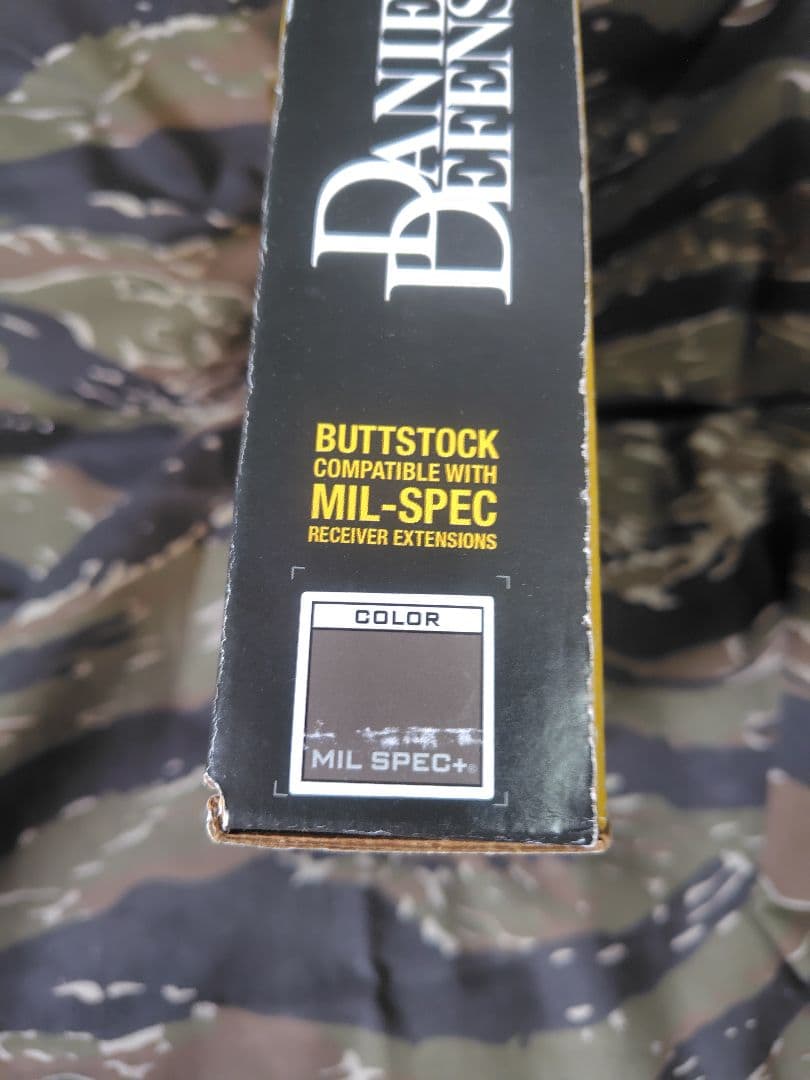 DANIE
DEFENS
BUTTSTOCK
COMPATIBLE WITH
MIL-SPEC
RECEIVER EXTENSIONS
COLOR
MIL SPEC+®